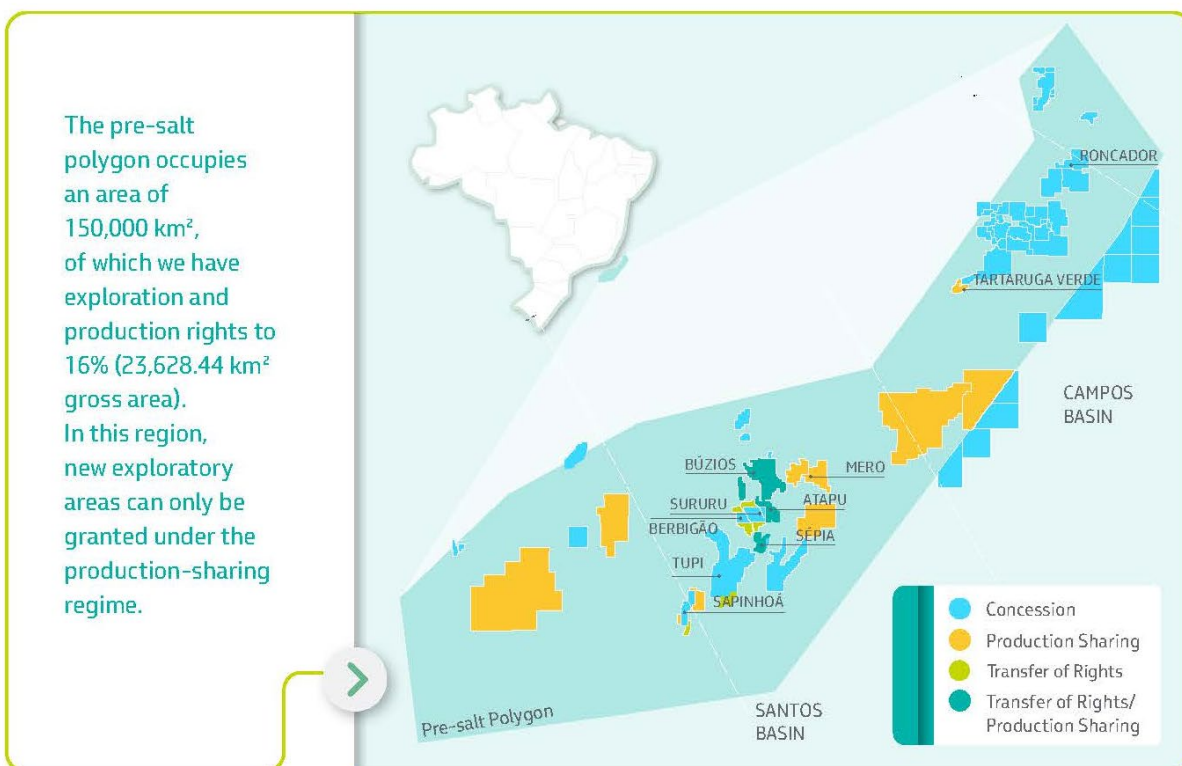 The pre-salt
polygon occupies
an area of
150,000 km²,
of which we have
exploration and
production rights to
16% (23,628.44 km²
gross area).
In this region,
new exploratory
areas can only be
granted under the
production-sharing
regime.
RONCADOR
TARTARUGA VERDE
CAMPOS
BASIN
BÚZIOS
MERO
SURURU
ATAPU
BERBIGÃO
SÉPIA
TUPI
SAPINHOÁ
Pre-salt Polygon
SANTOS
BASIN
Concession
Production Sharing
Transfer of Rights
Transfer of Rights/
Production Sharing